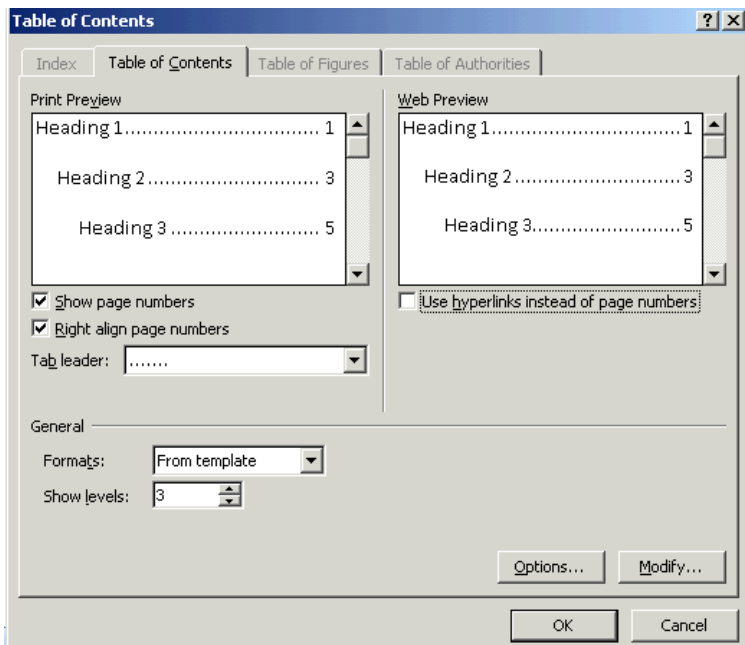 Table of Contents
Index Table of Contents Table of Figures Table of Authorities
Print Preview
Heading 1........................... 1
Heading 2........................ 3
Heading 3 ..................... 5
Show page numbers
Right align page numbers
Tab leader: .......
Web Preview
Heading 1...........................1
Heading 2........................3
Heading 3.....................5
Use hyperlinks instead of page numbers
General
Formats: From template
Show levels: 3
Options... Modify...
OK Cancel